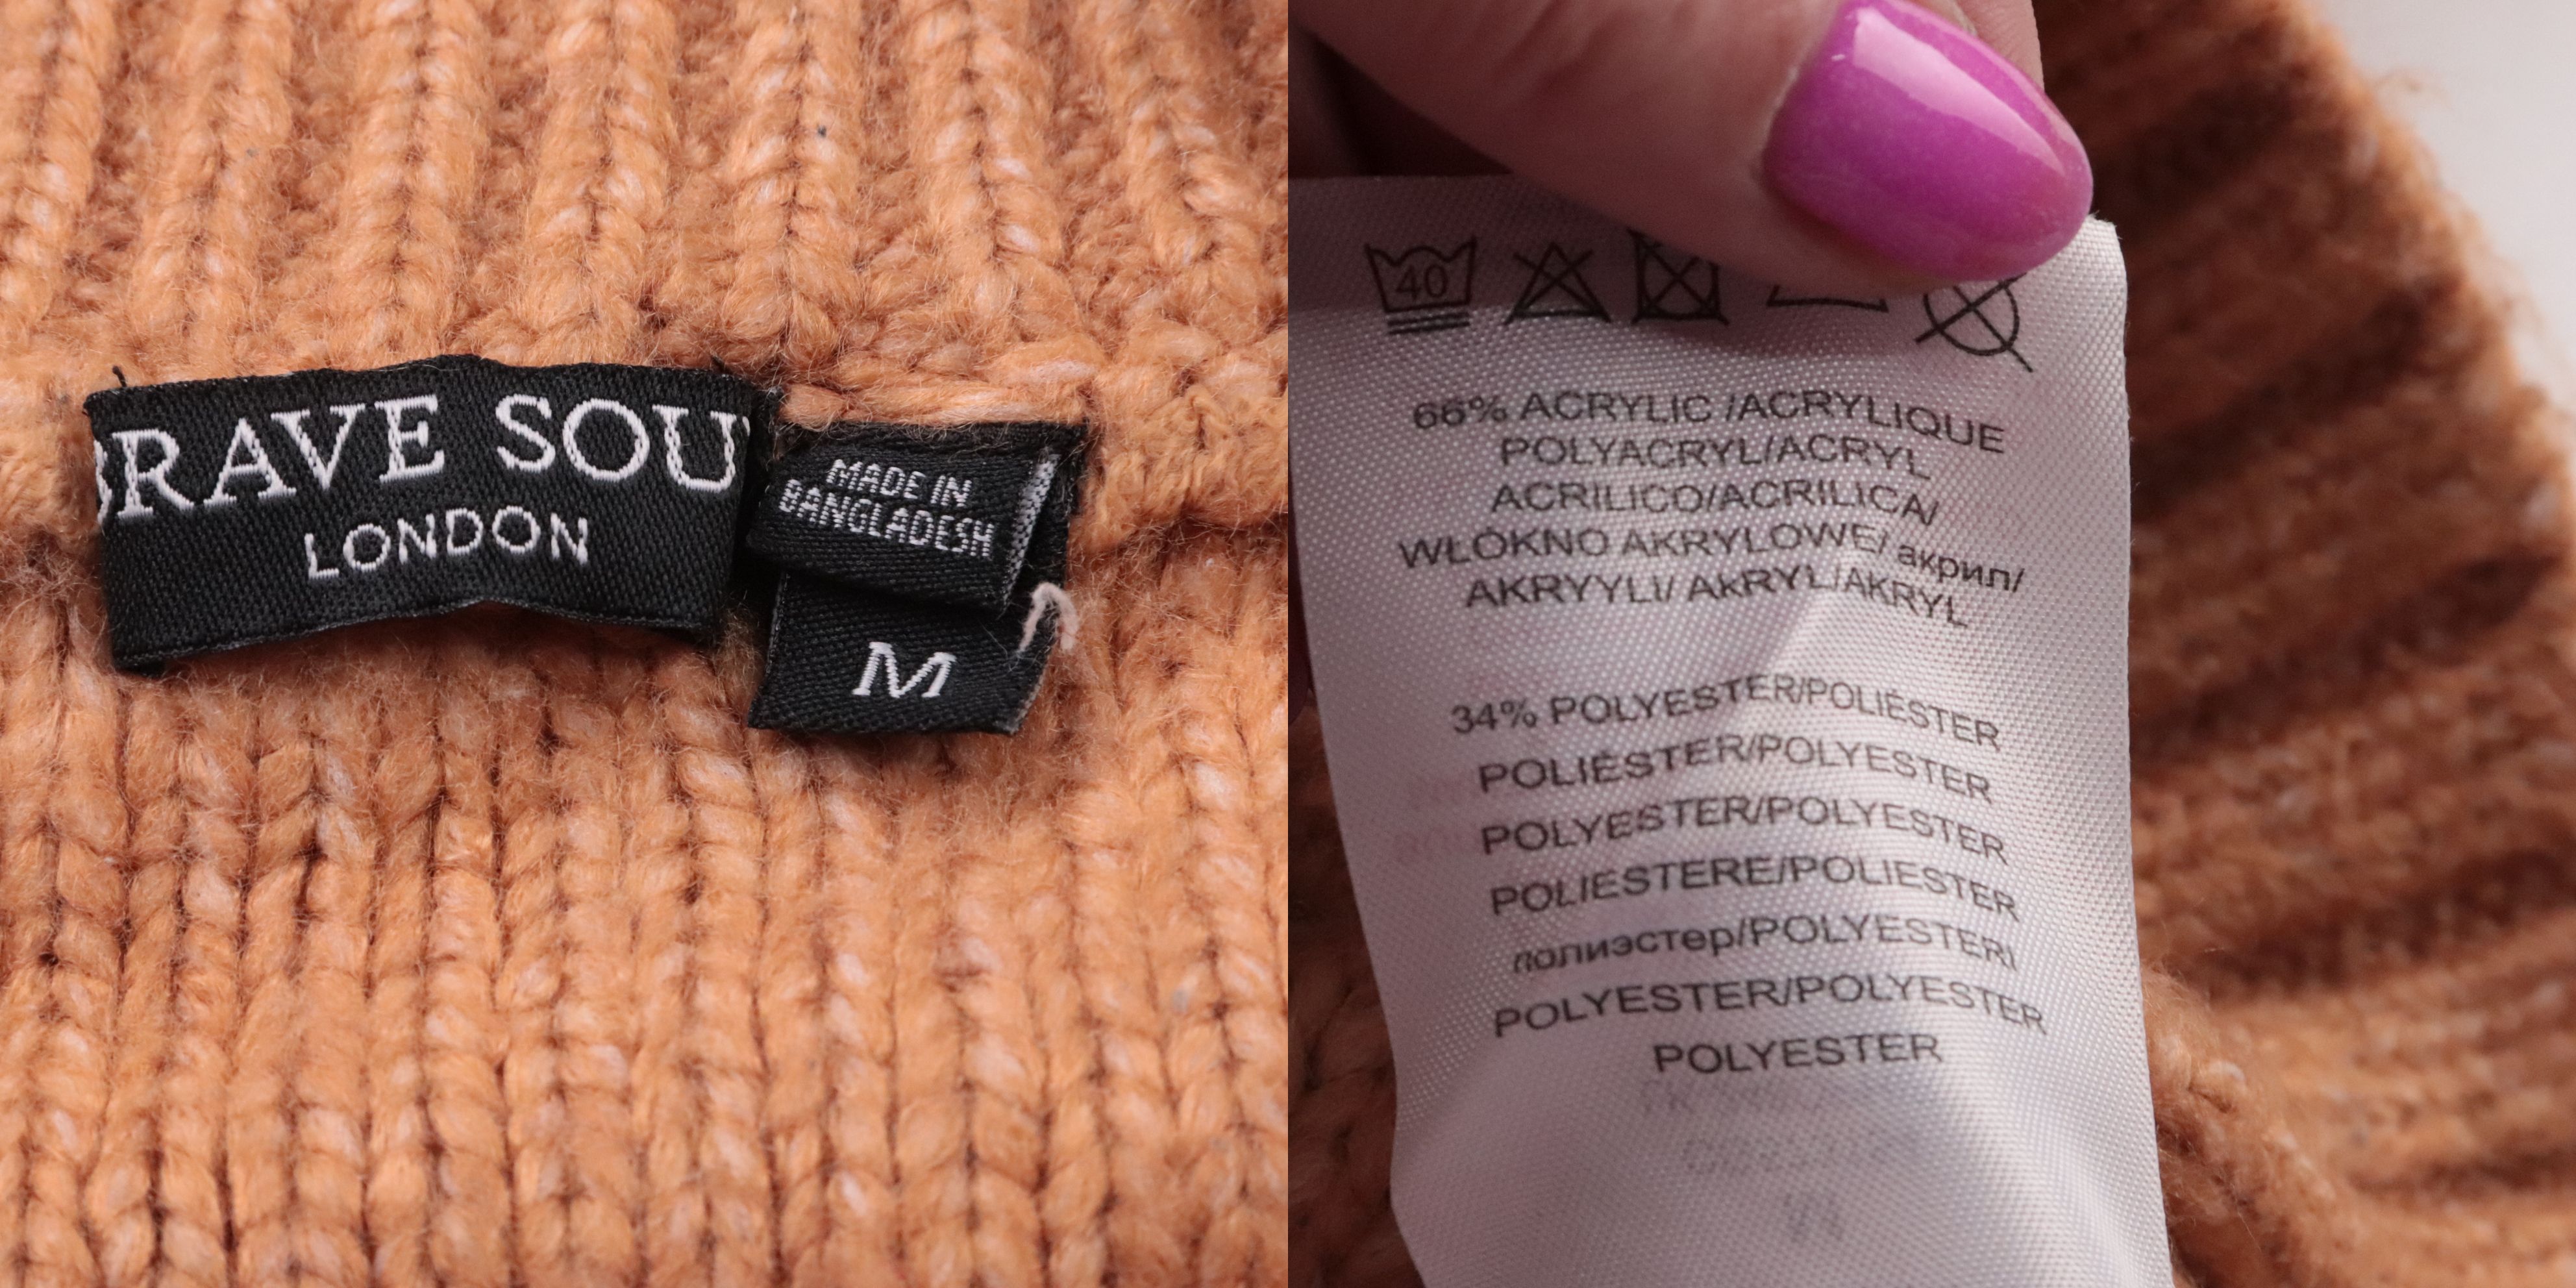 BRAVE SOU
LONDON
MADE IN
BANGLADESH
M
40
66% ACRYLIC /ACRYLIQUE
POLYACRYL/ACRYL
ACRILICO/ACRILICA/
WŁÓKNO AKRYLOWE/ акрил/
AKRYYLI/ AKRYL/AKRYL
34% POLYESTER/POLIÉSTER
POLIÉSTER/POLYESTER
POLYESTER/POLYESTER
POLIESTERE/POLIESTER
полиэстер/POLYESTERI
POLYESTER/POLYESTER
POLYESTER